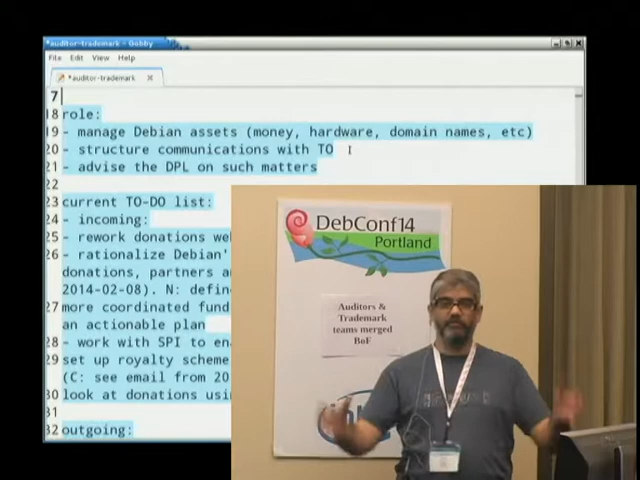 *auditor-trademark - Gobby
File Edit View Help
*auditor-trademark
7
18 role:
19 - manage Debian assets (money, hardware, domain names, etc)
20 - structure communications with TO
21 - advise the DPL on such matters
22
23 current TO-DO list:
24 - incoming:
25 - rework donations we
26 - rationalize Debian'
donations, partners a
2014-02-08). N: defin
27 more coordinated fund
an actionable plan
28 - work with SPI to en
29 set up royalty scheme
(C: see email from 20
30 look at donations usi
31
32 outgoing:
DebConf14
Portland
Auditors &
Trademark
teams merged
BoF